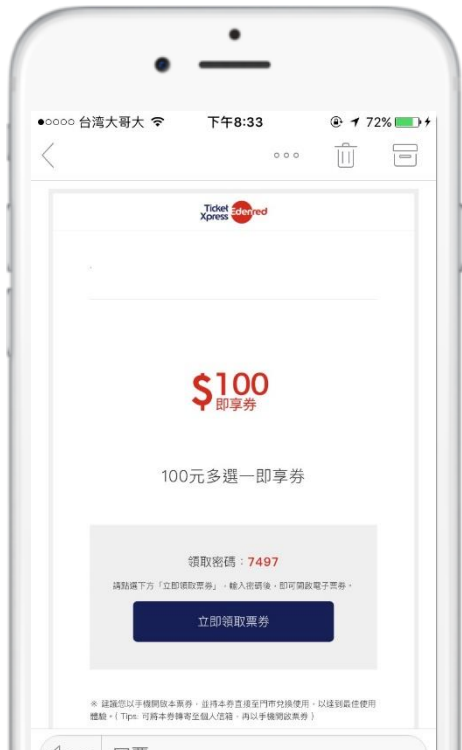 台湾大哥大
下午8:33
72%
Ticket
Xpress Edenred
$100
即享券
100元多選一即享券
領取密碼：7497
請點選下方「立即領取票券」，輸入密碼後，即可開啟電子票券。
立即領取票券
※ 建議您以手機開啟本票券，並持本券直接至門市兌換使用，以達到最佳使用
體驗。( Tips: 可將本券轉寄至個人信箱，再以手機開啟票券 )